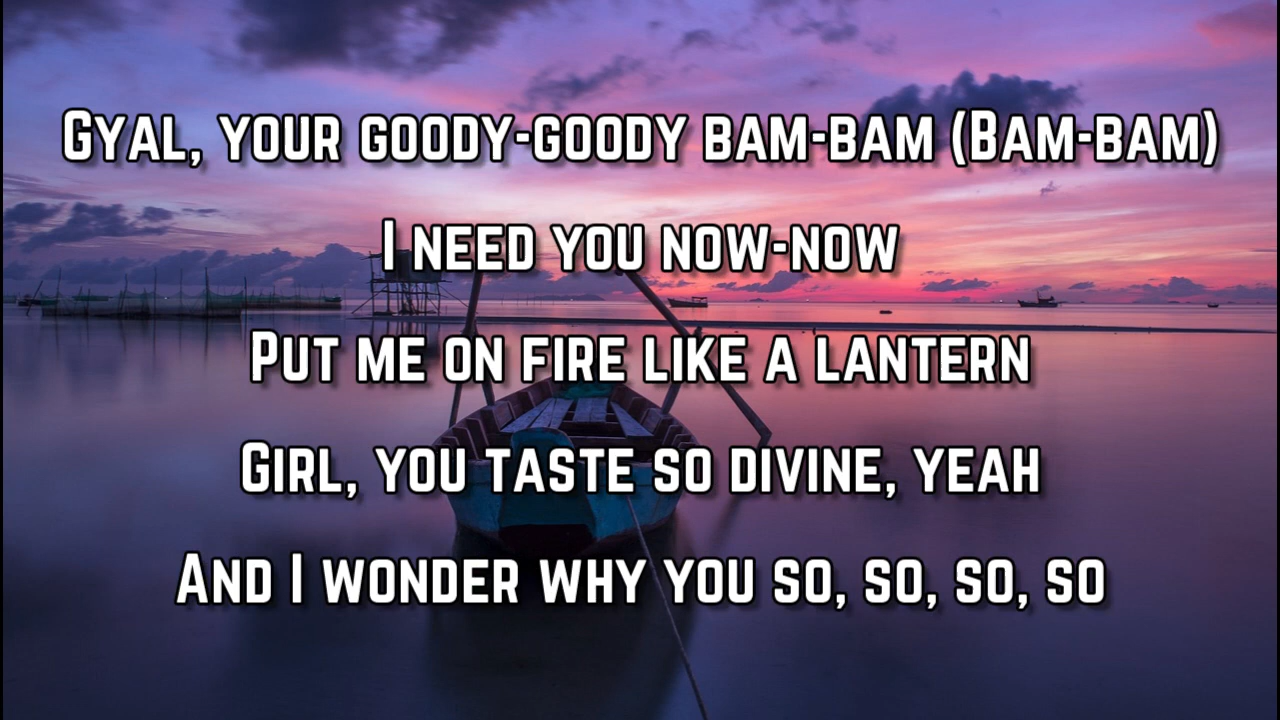 Gyal, your goody-goody bam-bam (Bam-bam)
I need you now-now
Put me on fire like a lantern
Girl, you taste so divine, yeah
And I wonder why you so, so, so, so